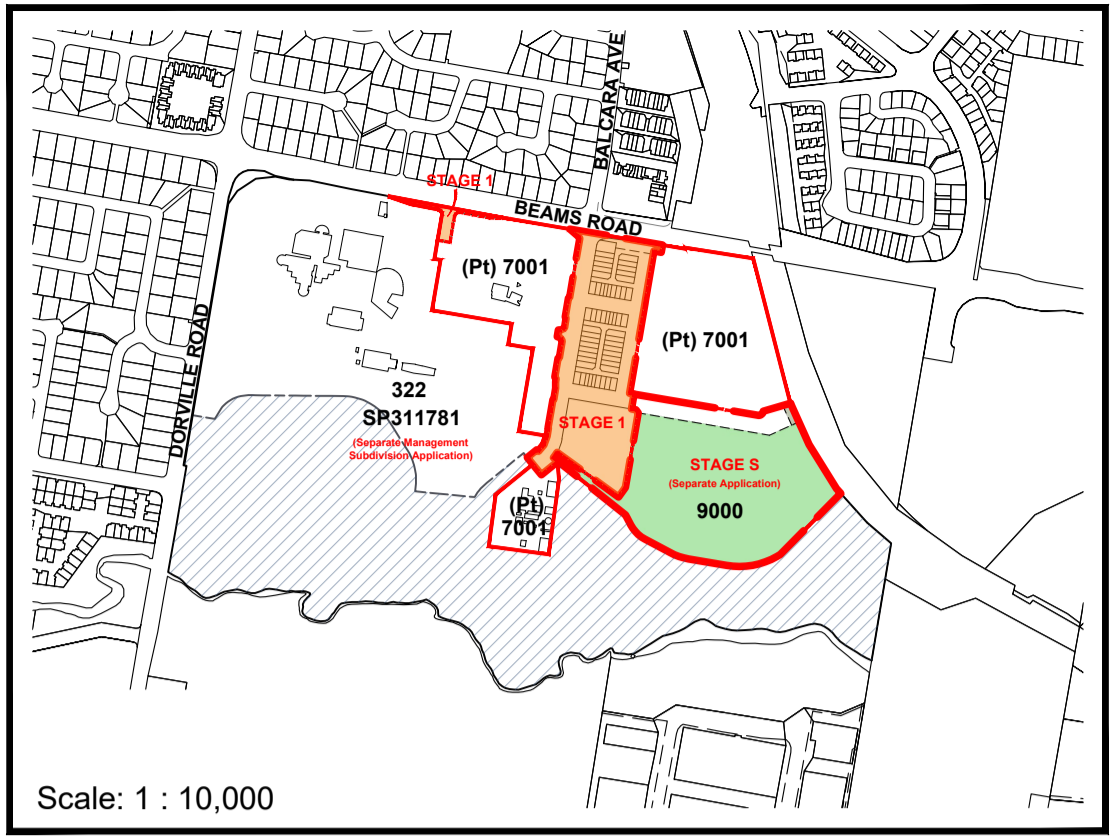 BALCARA AVE
STAGE 1
BEAMS ROAD
(Pt) 7001
(Pt) 7001
DORVILLE ROAD
322
SP311781
(Separate Management
Subdivision Application)
STAGE 1
STAGE S
(Separate Application)
9000
(Pt)
7001
Scale: 1 : 10,000